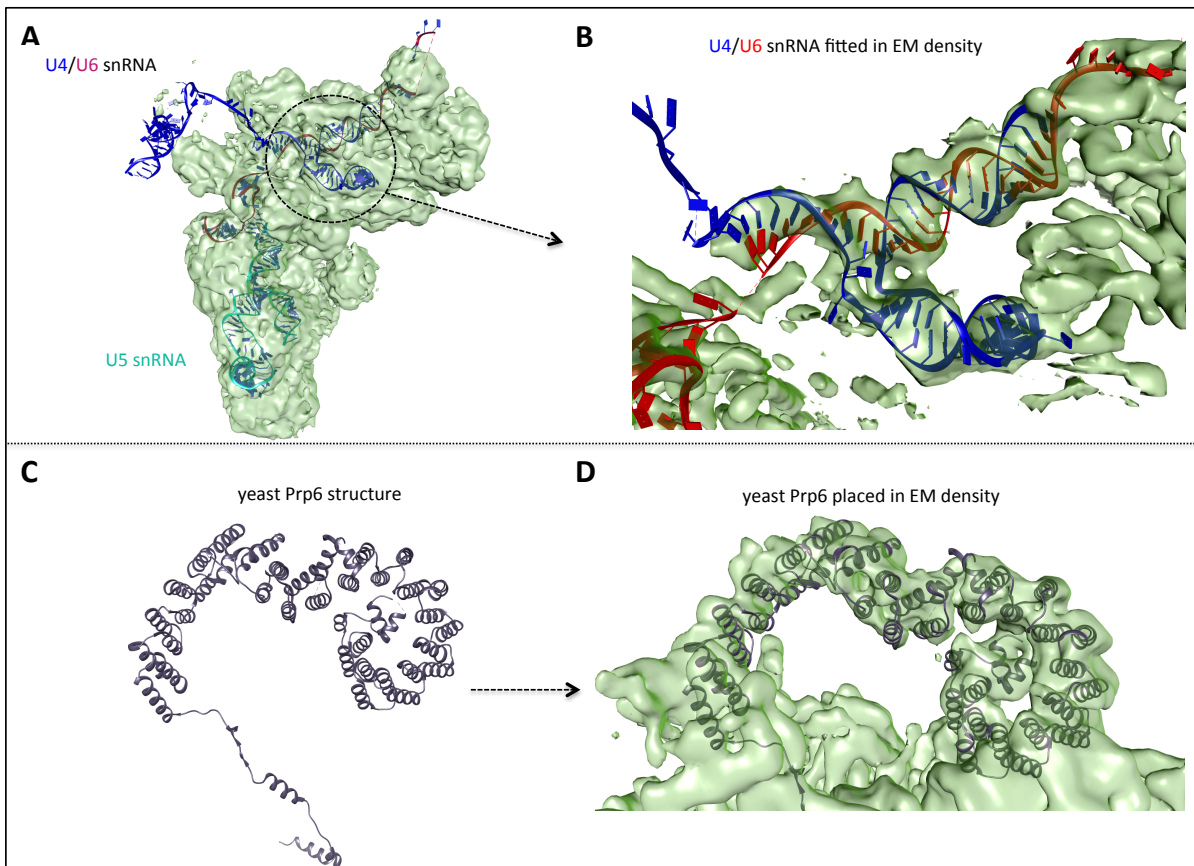 A
U4/U6 snRNA
U5 snRNA
B
U4/U6 snRNA fitted in EM density
C
yeast Prp6 structure
D
yeast Prp6 placed in EM density